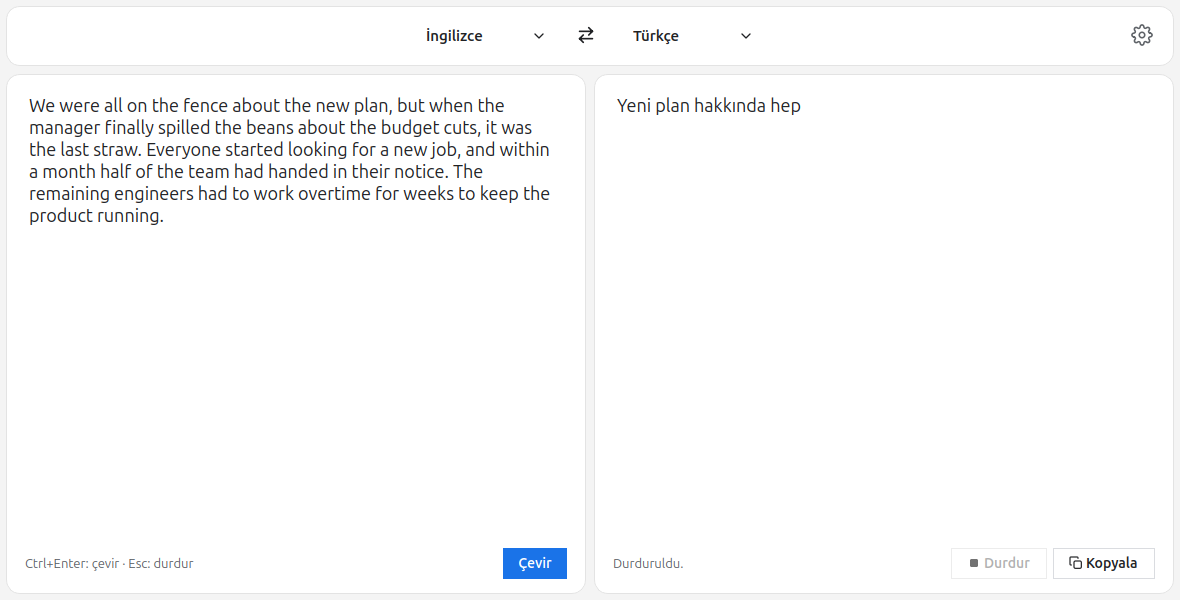 İngilizce
Türkçe
We were all on the fence about the new plan, but when the
manager finally spilled the beans about the budget cuts, it was
the last straw. Everyone started looking for a new job, and within
a month half of the team had handed in their notice. The
remaining engineers had to work overtime for weeks to keep the
product running.
Ctrl+Enter: çevir · Esc: durdur
Çevir
Yeni plan hakkında hep
Durduruldu.
Durdur
Kopyala